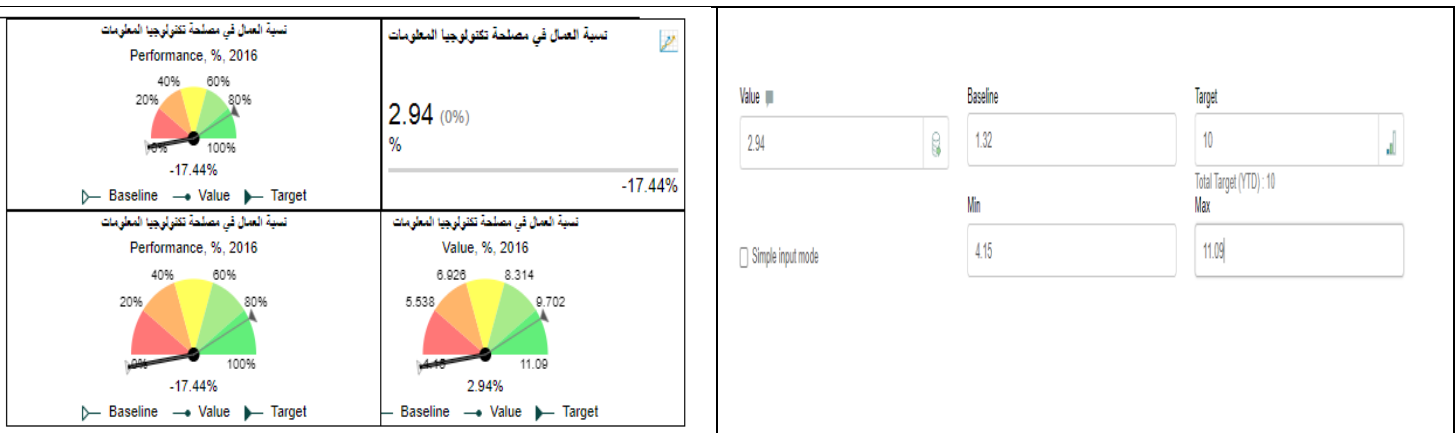 نسبة العمال في مصلحة تكنولوجيا المعلومات
Performance, %, 2016
40% 60%
20% 80%
0% 100%
-17.44%
Baseline Value Target
نسبة العمال في مصلحة تكنولوجيا المعلومات
2.94 (0%)
%
-17.44%
نسبة العمال في مصلحة تكنولوجيا المعلومات
Performance, %, 2016
40% 60%
20% 80%
0% 100%
-17.44%
Baseline Value Target
نسبة العمال في مصلحة تكنولوجيا المعلومات
Value, %, 2016
6.926 8.314
5.538 9.702
4.15 11.09
2.94%
Baseline Value Target
Value Baseline Target
2.94 1.32 10
Total Target (YTD) : 10
Min Max
Simple input mode 4.15 11.09